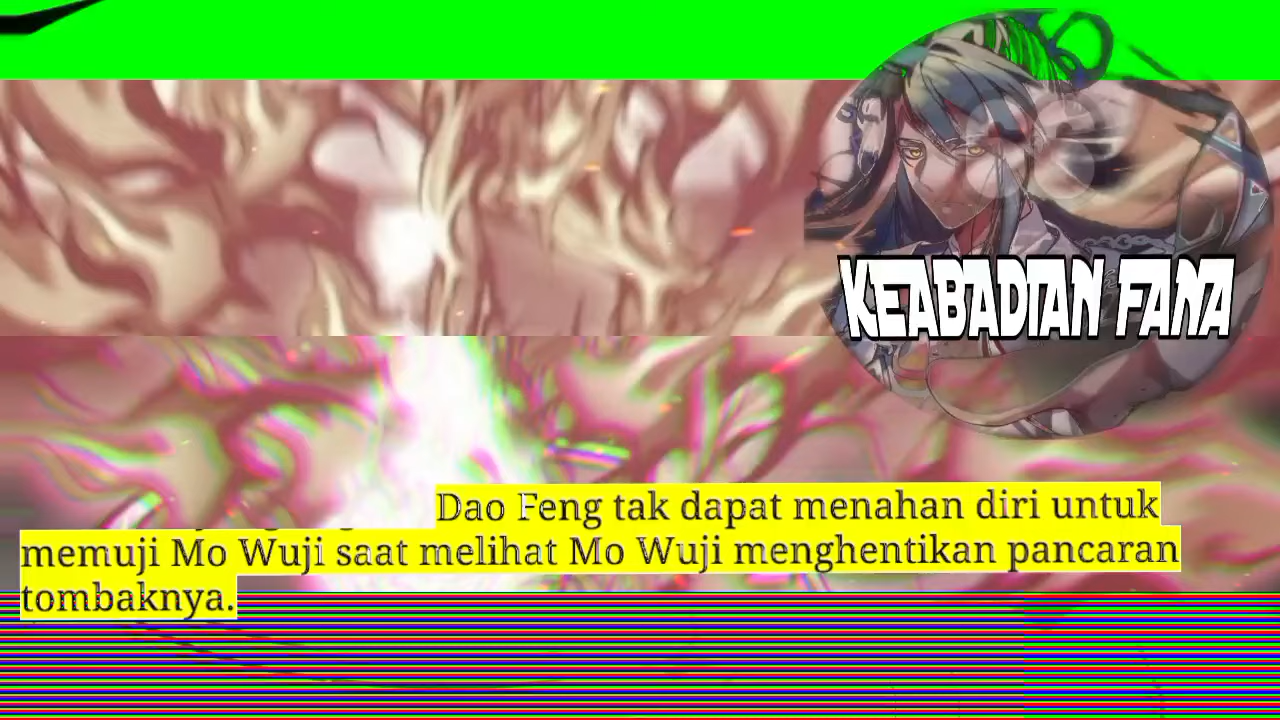 KEABADIAN FANA
Dao Feng tak dapat menahan diri untuk
memuji Mo Wuji saat melihat Mo Wuji menghentikan pancaran
tombaknya.